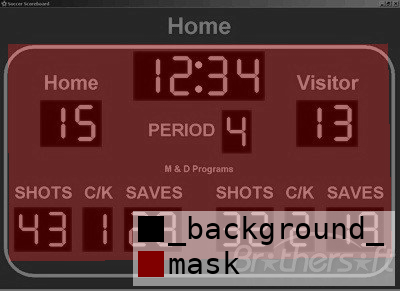 Soccer Scoreboard
Home
12:34
Home
Visitor
15
PERIOD 4
13
M & D Programs
SHOTS C/K SAVES SHOTS C/K SAVES
43 1
_background_
mask